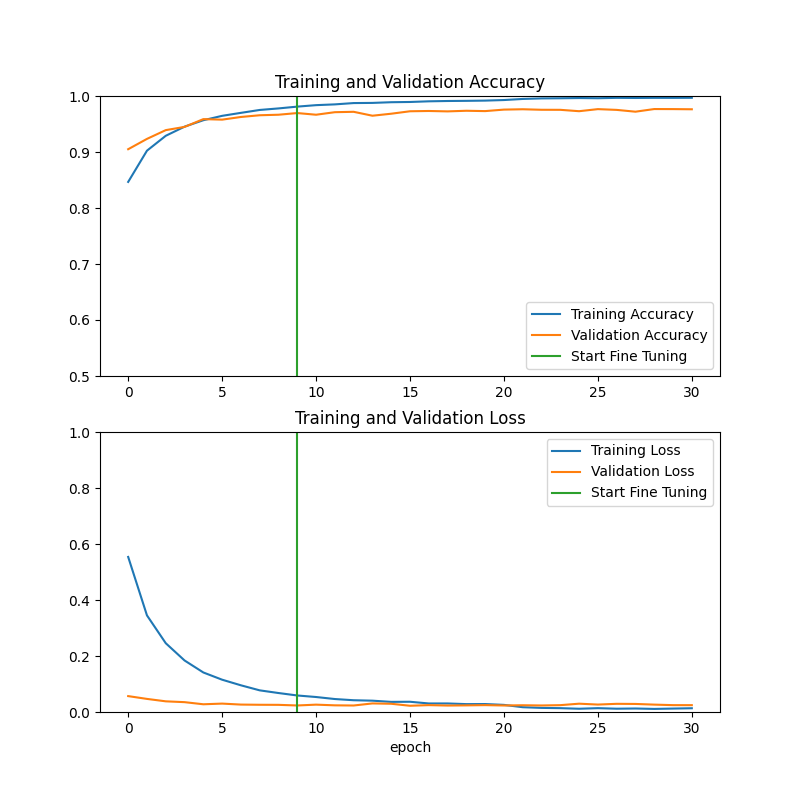 Training and Validation Accuracy
1.0
0.9
0.8
0.7
0.6
0.5
0
5
10
15
20
25
30
Training Accuracy
Validation Accuracy
Start Fine Tuning
Training and Validation Loss
1.0
0.8
0.6
0.4
0.2
0.0
0
5
10
15
20
25
30
Training Loss
Validation Loss
Start Fine Tuning
epoch